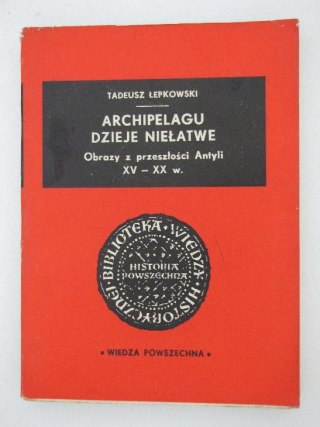 TADEUSZ ŁEPKOWSKI
ARCHIPELAGU
DZIEJE NIEŁATWE
Obrazy z przeszłości Antyli
XV – XX w.
BIBLIOTEKA • WIEDZY • HISTORYCZNEJ •
HISTORIA
POWSZECHNA
• WIEDZA POWSZECHNA •